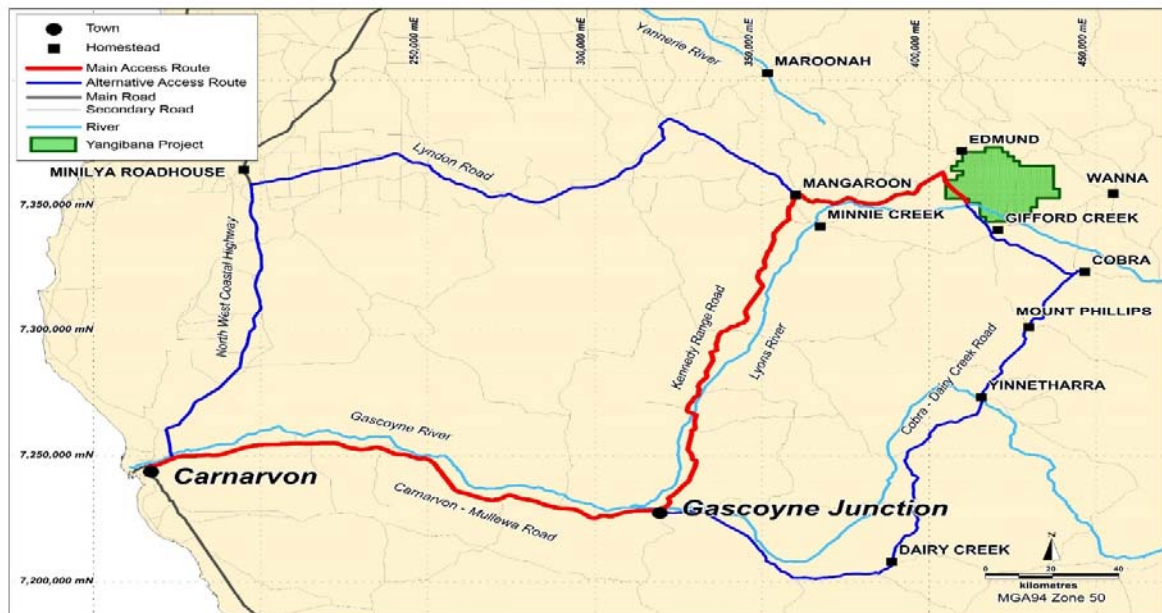 Town
Homestead
Main Access Route
Alternative Access Route
Main Road
Secondary Road
River
Yangibana Project
250,000 mE
300,000 mE
350,000 mE
400,000 mE
450,000 mE
Yannerie River
MAROONAH
EDMUND
MINILYA ROADHOUSE
Lyndon Road
MANGAROON
WANNA
7,350,000 mN
MINNIE CREEK
GIFFORD CREEK
COBRA
North West Coastal Highway
Kennedy Range Road
Lyons River
MOUNT PHILLIPS
7,300,000 mN
Cobra - Dairy Creek Road
YINNETHARRA
Gascoyne River
7,250,000 mN
Carnarvon
Carnarvon - Mullewa Road
Gascoyne Junction
DAIRY CREEK
7,200,000 mN
0 20 40
kilometres
MGA94 Zone 50